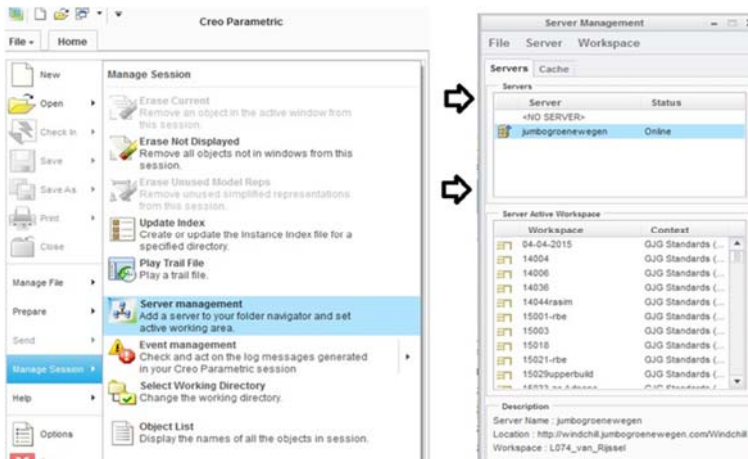 Creo Parametric
File
Home
New
Open
Check In
Save
Save As
Print
Close
Manage File
Prepare
Send
Manage Session
Help
Options
Manage Session
Erase Current
Remove an object in the active window from
this session.
Erase Not Displayed
Remove all objects not in windows from this
session.
Erase Unused Model Reps
Remove unused simplified representations
from this session.
Update Index
Create or update the Instance Index file for a
specified directory.
Play Trail File
Play a trail file.
Server management
Add a server to your folder navigator and set
active working area.
Event management
Check and act on the log messages generated
in your Creo Parametric session
Select Working Directory
Change the working directory.
Object List
Display the names of all the objects in session.
Server Management
File Server Workspace
Servers Cache
Servers
Server Status
<NO SERVER>
jumbogroenewegen Online
Server Active Workspace
Workspace Context
04-04-2015 GJG Standards (...
14004 GJG Standards (...
14006 GJG Standards (...
14036 GJG Standards (...
14044rasim GJG Standards (...
15001-rbe GJG Standards (...
15003 GJG Standards (...
15018 GJG Standards (...
15021-rbe GJG Standards (...
15029upperbuild GJG Standards (...
GJG Standards (...
Description
Server Name : jumbogroenewegen
Location : http://windchill.jumbogroenewegen.com/Windchill
Workspace : L074_van_Rijssel